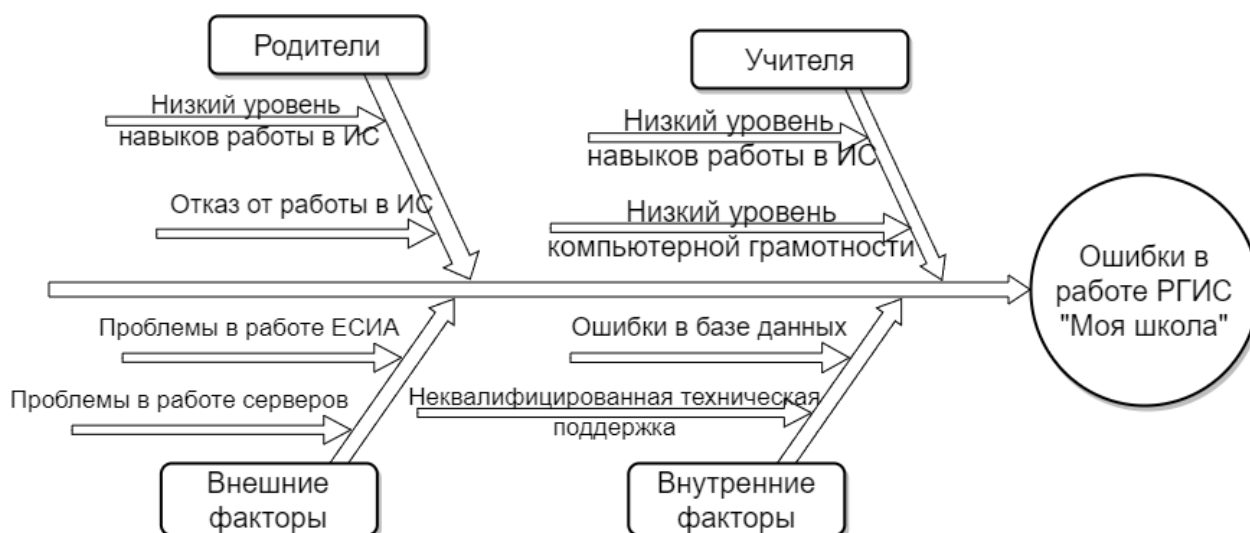 Родители
Учителя
Низкий уровень
навыков работы в ИС
Низкий уровень
навыков работы в ИС
Отказ от работы в ИС
Низкий уровень
компьютерной грамотности
Ошибки в
работе РГИС
"Моя школа"
Проблемы в работе ЕСИА
Ошибки в базе данных
Проблемы в работе серверов
Неквалифицированная техническая
поддержка
Внешние
факторы
Внутренние
факторы